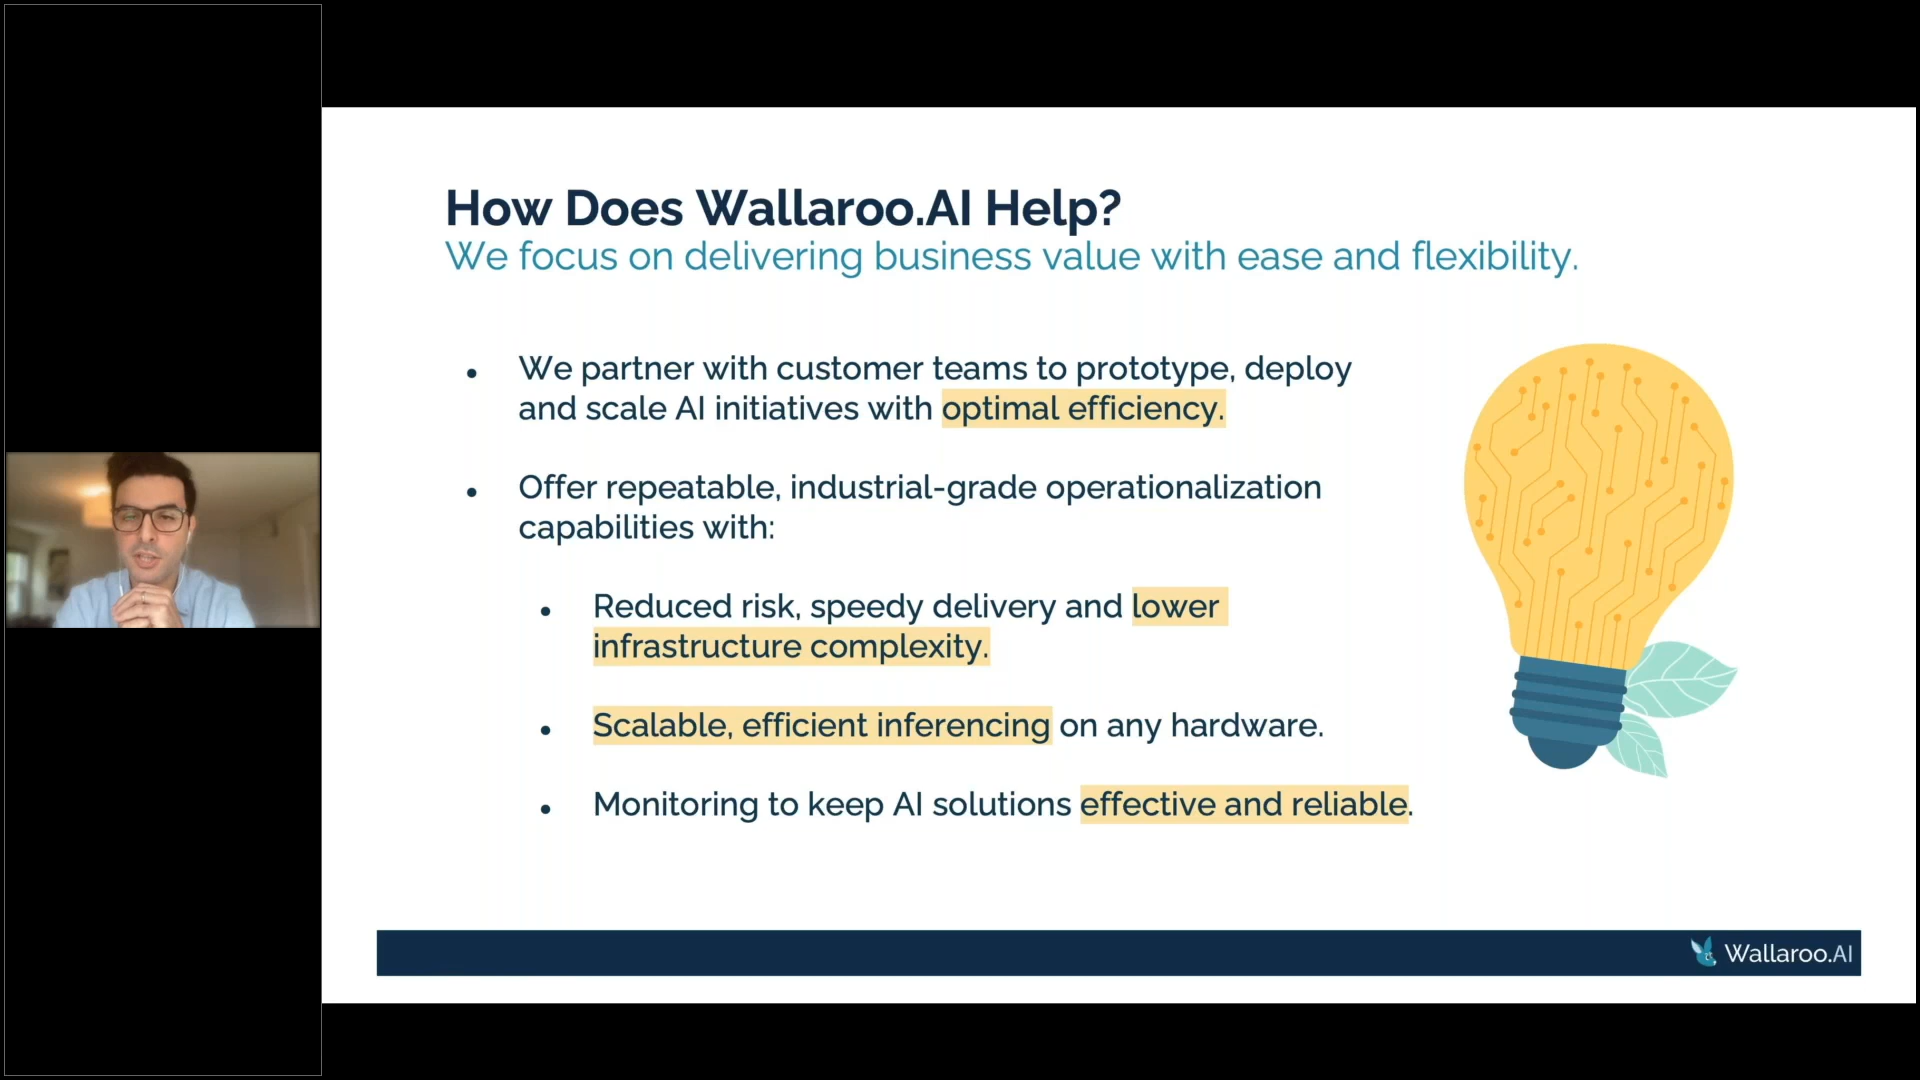 How Does Wallaroo.AI Help?
We focus on delivering business value with ease and flexibility.
• We partner with customer teams to prototype, deploy
and scale AI initiatives with optimal efficiency.
• Offer repeatable, industrial-grade operationalization
capabilities with:
• Reduced risk, speedy delivery and lower
infrastructure complexity.
• Scalable, efficient inferencing on any hardware.
• Monitoring to keep AI solutions effective and reliable.
Wallaroo.AI